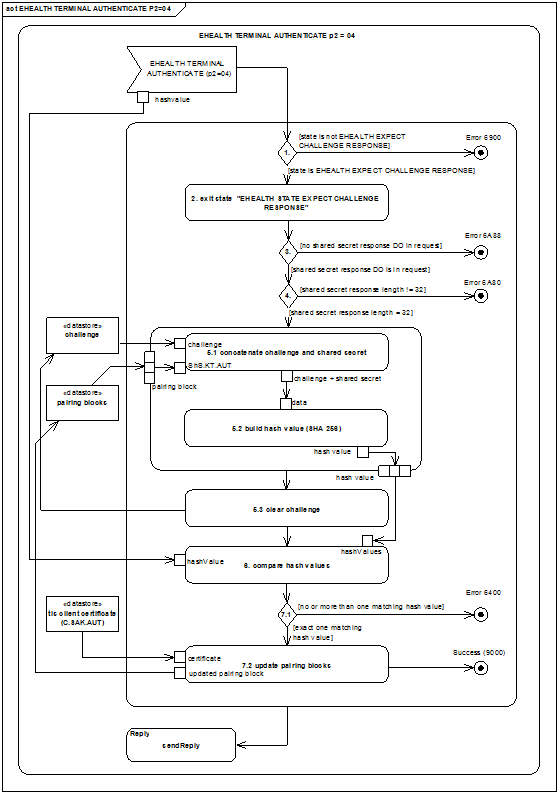 act EHEALTH TERMINAL AUTHENTICATE P2=04
EHEALTH TERMINAL AUTHENTICATE p2 = 04
EHEALTH TERMINAL
AUTHENTICATE (p2=04)
hashvalue
[state is not EHEALTH EXPECT
CHALLENGE RESPONSE]
Error 6900
1.
[state is EHEALTH EXPECT CHALLENGE RESPONSE]
2. exit state "EHEALTH STATE EXPECT CHALLENGE
RESPONSE"
Error 6A88
[no shared secret response DO in request]
3.
[shared secret response DO is in request]
Error 6A80
[shared secret response length != 32]
4.
[shared secret response length = 32]
«datastore»
challenge
challenge
5.1 concatenate challenge and shared secret
ShS.KT.AUT
pairing block
challenge + shared secret
«datastore»
pairing blocks
data
5.2 build hash value (SHA 256)
hash value
hash value
5.3 clear challenge
hashValues
hashValue
6. compare hash values
«datastore»
tls client certificate
(C.SAK.AUT)
Error 6400
[no or more than one matching hash value]
7.1
[exact one matching
hash value]
Success (9000)
certificate
7.2 update pairing blocks
updated pairing block
Reply
sendReply